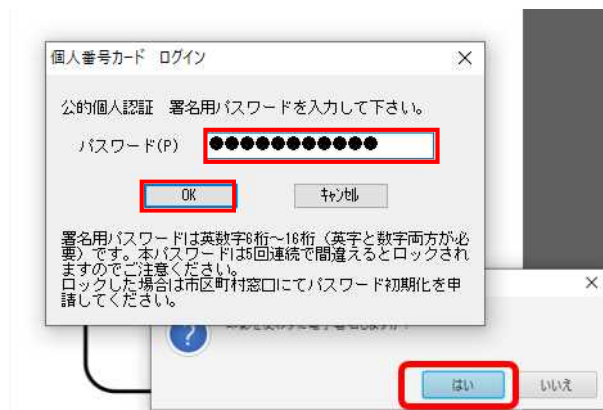 個人番号カード ログイン
公的個人認証 署名用パスワードを入力して下さい。
パスワード(P) ●●●●●●●●●●●
OK キャンセル
署名用パスワードは英数字6桁～16桁（英字と数字両方が必
要）です。本パスワードは5回連続で間違えるとロックされ
ますのでご注意ください。
ロックした場合は市区町村窓口にてパスワード初期化を申
請してください。
はい いいえ